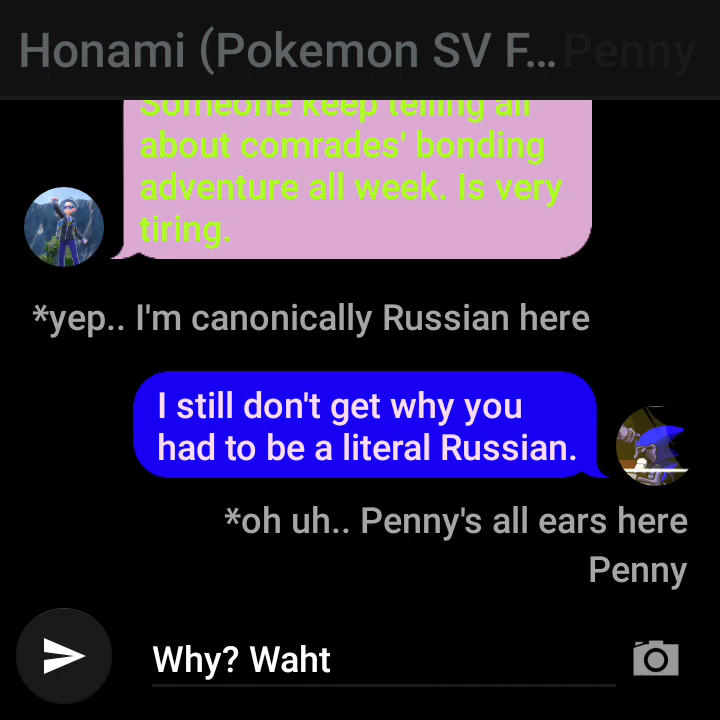 Honami (Pokemon SV F... Penny
Someone keep telling all
about comrades' bonding
adventure all week. Is very
tiring.
*yep.. I'm canonically Russian here
I still don't get why you
had to be a literal Russian.
*oh uh.. Penny's all ears here
Penny
Why? Waht